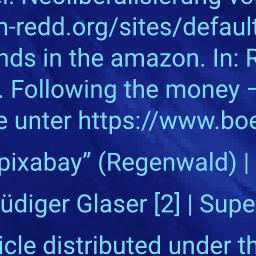 Neoliberalisierung vo
n-redd.org/sites/default
nds in the amazon. In: R
. Following the money –
e unter https://www.boe
pixabay” (Regenwald) |
üdiger Glaser [2] | Supe
icle distributed under th